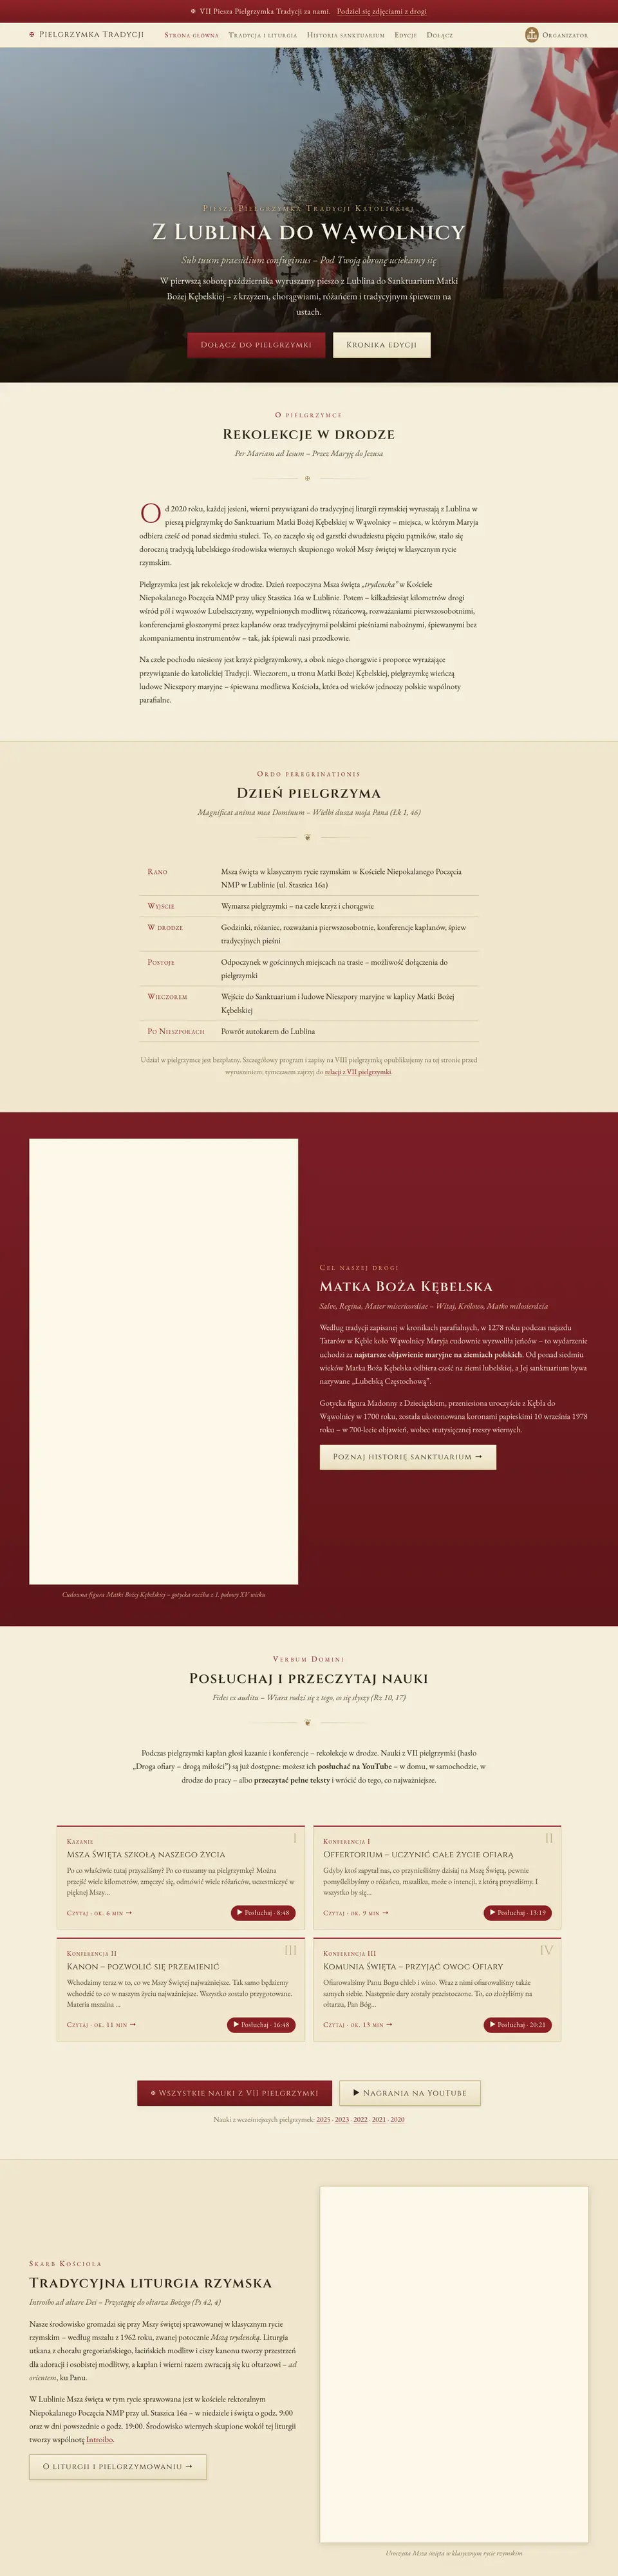 ✠ VII Piesza Pielgrzymka Tradycji za nami. Podziel się zdjęciami z drogi
✠ Pielgrzymka Tradycji
Strona główna Tradycja i liturgia Historia sanktuarium Edycje Dołącz
Organizator
Piesza Pielgrzymka Tradycji Katolickiej
Z Lublina do Wąwolnicy
Sub tuum praesidium confugimus – Pod Twoją obronę uciekamy się
W pierwszą sobotę października wyruszamy pieszo z Lublina do Sanktuarium Matki
Bożej Kębelskiej – z krzyżem, chorągwiami, różańcem i tradycyjnym śpiewem na
ustach.
Dołącz do pielgrzymki
Kronika edycji
O pielgrzymce
Rekolekcje w drodze
Per Mariam ad Iesum – Przez Maryję do Jezusa
Od 2020 roku, każdej jesieni, wierni przywiązani do tradycyjnej liturgii rzymskiej wyruszają z Lublina w
pieszą pielgrzymkę do Sanktuarium Matki Bożej Kębelskiej w Wąwolnicy – miejsca, w którym Maryja
odbiera cześć od ponad siedmiu stuleci. To, co zaczęło się od garstki dwudziestu pięciu pątników, stało się
doroczną tradycją lubelskiego środowiska wiernych skupionego wokół Mszy świętej w klasycznym rycie
rzymskim.
Pielgrzymka jest jak rekolekcje w drodze. Dzień rozpoczyna Msza święta „trydencka” w Kościele
Niepokalanego Poczęcia NMP przy ulicy Staszica 16a w Lublinie. Potem – kilkadziesiąt kilometrów drogi
wśród pól i wąwozów Lubelszczyzny, wypełnionych modlitwą różańcową, rozważaniami pierwszosobotnimi,
konferencjami głoszonymi przez kapłanów oraz tradycyjnymi polskimi pieśniami nabożnymi, śpiewanymi bez
akompaniamentu instrumentów – tak, jak śpiewali nasi przodkowie.
Na czele pochodu niesiony jest krzyż pielgrzymkowy, a obok niego chorągwie i proporce wyrażające
przywiązanie do katolickiej Tradycji. Wieczorem, u tronu Matki Bożej Kębelskiej, pielgrzymkę wieńczą
ludowe Nieszpory maryjne – śpiewana modlitwa Kościoła, która od wieków jednoczy polskie wspólnoty
parafialne.
Ordo peregrinationis
Dzień pielgrzyma
Magnificat anima mea Dominum – Wielbi dusza moja Pana (Łk 1, 46)
Rano Msza święta w klasycznym rycie rzymskim w Kościele Niepokalanego Poczęcia
NMP w Lublinie (ul. Staszica 16a)
Wyjście Wymarsz pielgrzymki – na czele krzyż i chorągwie
W drodze Godzinki, różaniec, rozważania pierwszosobotnie, konferencje kapłanów, śpiew
tradycyjnych pieśni
Postoje Odpoczynek w gościnnych miejscach na trasie – możliwość dołączenia do
pielgrzymki
Wieczorem Wejście do Sanktuarium i ludowe Nieszpory maryjne w kaplicy Matki Bożej
Kębelskiej
Po Nieszporach Powrót autokarem do Lublina
Udział w pielgrzymce jest bezpłatny. Szczegółowy program i zapisy na VIII pielgrzymkę opublikujemy na tej stronie przed
wyruszeniem; tymczasem zajrzyj do relacji z VII pielgrzymki.
Cel naszej drogi
Matka Boża Kębelska
Salve, Regina, Mater misericordiae – Witaj, Królowo, Matko miłosierdzia
Według tradycji zapisanej w kronikach parafialnych, w 1278 roku podczas najazdu
Tatarów w Kęble koło Wąwolnicy Maryja cudownie wyzwoliła jeńców – to wydarzenie
uchodzi za najstarsze objawienie maryjne na ziemiach polskich. Od ponad siedmiu
wieków Matka Boża Kębelska odbiera cześć na ziemi lubelskiej, a Jej sanktuarium bywa
nazywane „Lubelską Częstochową”.
Gotycka figura Madonny z Dzieciątkiem, przeniesiona uroczyście z Kębła do
Wąwolnicy w 1700 roku, została ukoronowana koronami papieskimi 10 września 1978
roku – w 700-lecie objawień, wobec stutysięcznej rzeszy wiernych.
Poznaj historię sanktuarium →
Cudowna figura Matki Bożej Kębelskiej – gotycka rzeźba z 1. połowy XV wieku
Verbum Domini
Posłuchaj i przeczytaj nauki
Fides ex auditu – Wiara rodzi się z tego, co się słyszy (Rz 10, 17)
Podczas pielgrzymki kapłan głosi kazanie i konferencje – rekolekcje w drodze. Nauki z VII pielgrzymki (hasło
„Droga ofiary – drogą miłości”) są już dostępne: możesz ich posłuchać na YouTube – w domu, w samochodzie, w
drodze do pracy – albo przeczytać pełne teksty i wrócić do tego, co najważniejsze.
Kazanie I
Msza Święta szkołą naszego życia
Po co właściwie tutaj przyszliśmy? Po co ruszamy na pielgrzymkę? Można
przejść wiele kilometrów, zmęczyć się, odmówić wiele różańców, uczestniczyć w
pięknej Mszy…
Czytaj · ok. 6 min → ▶ Posłuchaj · 8:48
Konferencja I II
Offertorium – uczynić całe życie ofiarą
Gdyby ktoś zapytał nas, co przynieśliśmy dzisiaj na Mszę Świętą, pewnie
pomyślelibyśmy o różańcu, mszaliku, może o intencji, z którą przyszliśmy. I
wszystko by się…
Czytaj · ok. 9 min → ▶ Posłuchaj · 13:19
Konferencja II III
Kanon – pozwolić się przemienić
Wchodzimy teraz w to, co we Mszy Świętej najważniejsze. Tak samo będziemy
wchodzić to co w naszym życiu najważniejsze. Wszystko zostało przygotowane.
Materia mszalna …
Czytaj · ok. 11 min → ▶ Posłuchaj · 16:48
Konferencja III IV
Komunia Święta – przyjąć owoc Ofiary
Ofiarowaliśmy Panu Bogu chleb i wino. Wraz z nimi ofiarowaliśmy także
samych siebie. Następnie dary zostały przeistoczone. To, co złożyliśmy na
ołtarzu, Pan Bóg…
Czytaj · ok. 13 min → ▶ Posłuchaj · 20:21
✠ Wszystkie nauki z VII pielgrzymki
▶ Nagrania na YouTube
Nauki z wcześniejszych pielgrzymek: 2025 · 2023 · 2022 · 2021 · 2020
Skarb Kościoła
Tradycyjna liturgia rzymska
Introibo ad altare Dei – Przystąpię do ołtarza Bożego (Ps 42, 4)
Nasze środowisko gromadzi się przy Mszy świętej sprawowanej w klasycznym rycie
rzymskim – według mszału z 1962 roku, zwanej potocznie Mszą trydencką. Liturgia
utkana z chorału gregoriańskiego, łacińskich modlitw i ciszy kanonu tworzy przestrzeń
dla adoracji i osobistej modlitwy, a kapłan i wierni razem zwracają się ku ołtarzowi – ad
orientem, ku Panu.
W Lublinie Msza święta w tym rycie sprawowana jest w kościele rektoralnym
Niepokalanego Poczęcia NMP przy ul. Staszica 16a – w niedziele i święta o godz. 9:00
oraz w dni powszednie o godz. 19:00. Środowisko wiernych skupione wokół tej liturgii
tworzy wspólnotę Introibo.
O liturgii i pielgrzymowaniu →
Uroczysta Msza święta w klasycznym rycie rzymskim